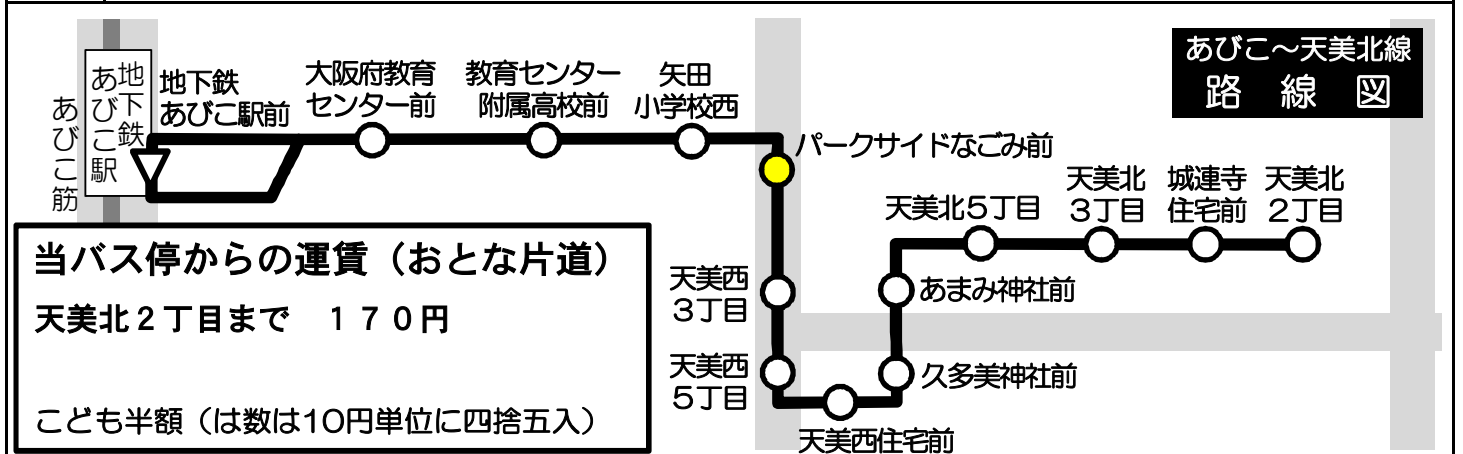 あびこ～天美北線
路線図
あびこ筋
地下鉄
あびこ駅
地下鉄
あびこ駅前
大阪府教育
センター前
教育センター
附属高校前
矢田
小学校西
パークサイドなごみ前
天美西
３丁目
天美西
５丁目
天美西住宅前
久多美神社前
あまみ神社前
天美北５丁目
天美北
３丁目
城連寺
住宅前
天美北
２丁目
当バス停からの運賃（おとな片道）
天美北２丁目まで　１７０円
こども半額（は数は10円単位に四捨五入）